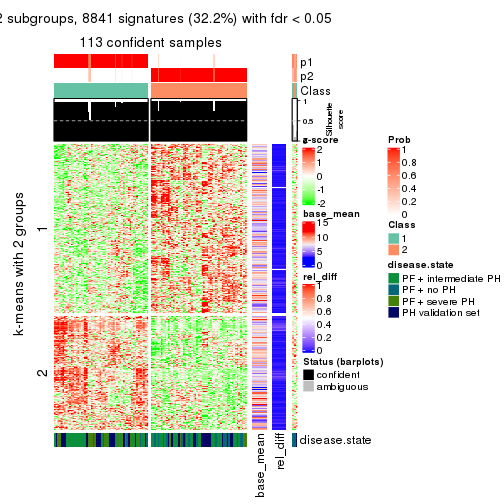 2 subgroups, 8841 signatures (32.2%) with fdr < 0.05
113 confident samples
p1
p2
Class
1
0.5
0
Silhouette
score
k-means with 2 groups
1
2
base_mean
rel_diff
disease.state
z-score
2
1
0
-1
-2
base_mean
15
10
5
0
rel_diff
1
0.8
0.6
0.4
0.2
0
Status (barplots)
confident
ambiguous
Prob
1
0.8
0.6
0.4
0.2
0
Class
1
2
disease.state
PF + intermediate PH
PF + no PH
PF + severe PH
PH validation set